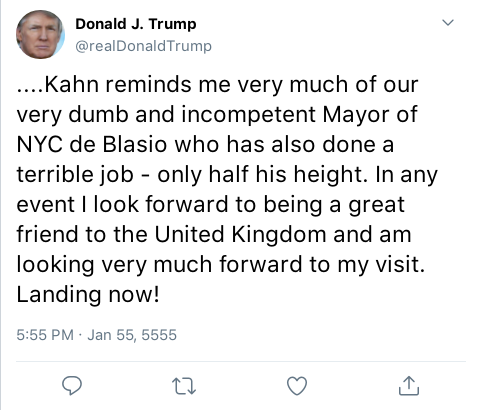 Donald J. Trump
@realDonaldTrump
....Kahn reminds me very much of our
very dumb and incompetent Mayor of
NYC de Blasio who has also done a
terrible job - only half his height. In any
event I look forward to being a great
friend to the United Kingdom and am
looking very much forward to my visit.
Landing now!
5:55 PM · Jan 55, 5555